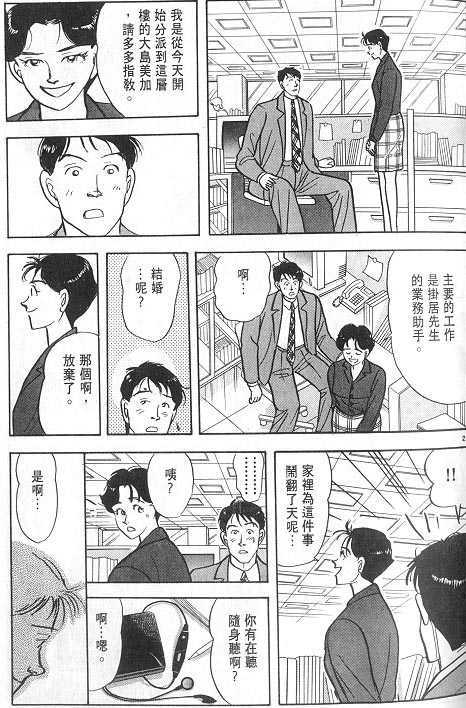 我是從今天開
始分派到這層
樓的大島美加
,請多多指教。
主要的工作
是掛居先生
的業務助手。
啊…
結婚
…呢?
那個啊,
放棄了。
!!
家裡為這件事
鬧翻了天呢…
………
咦?
是啊…
你有在聽
隨身聽啊?
啊…嗯。
2